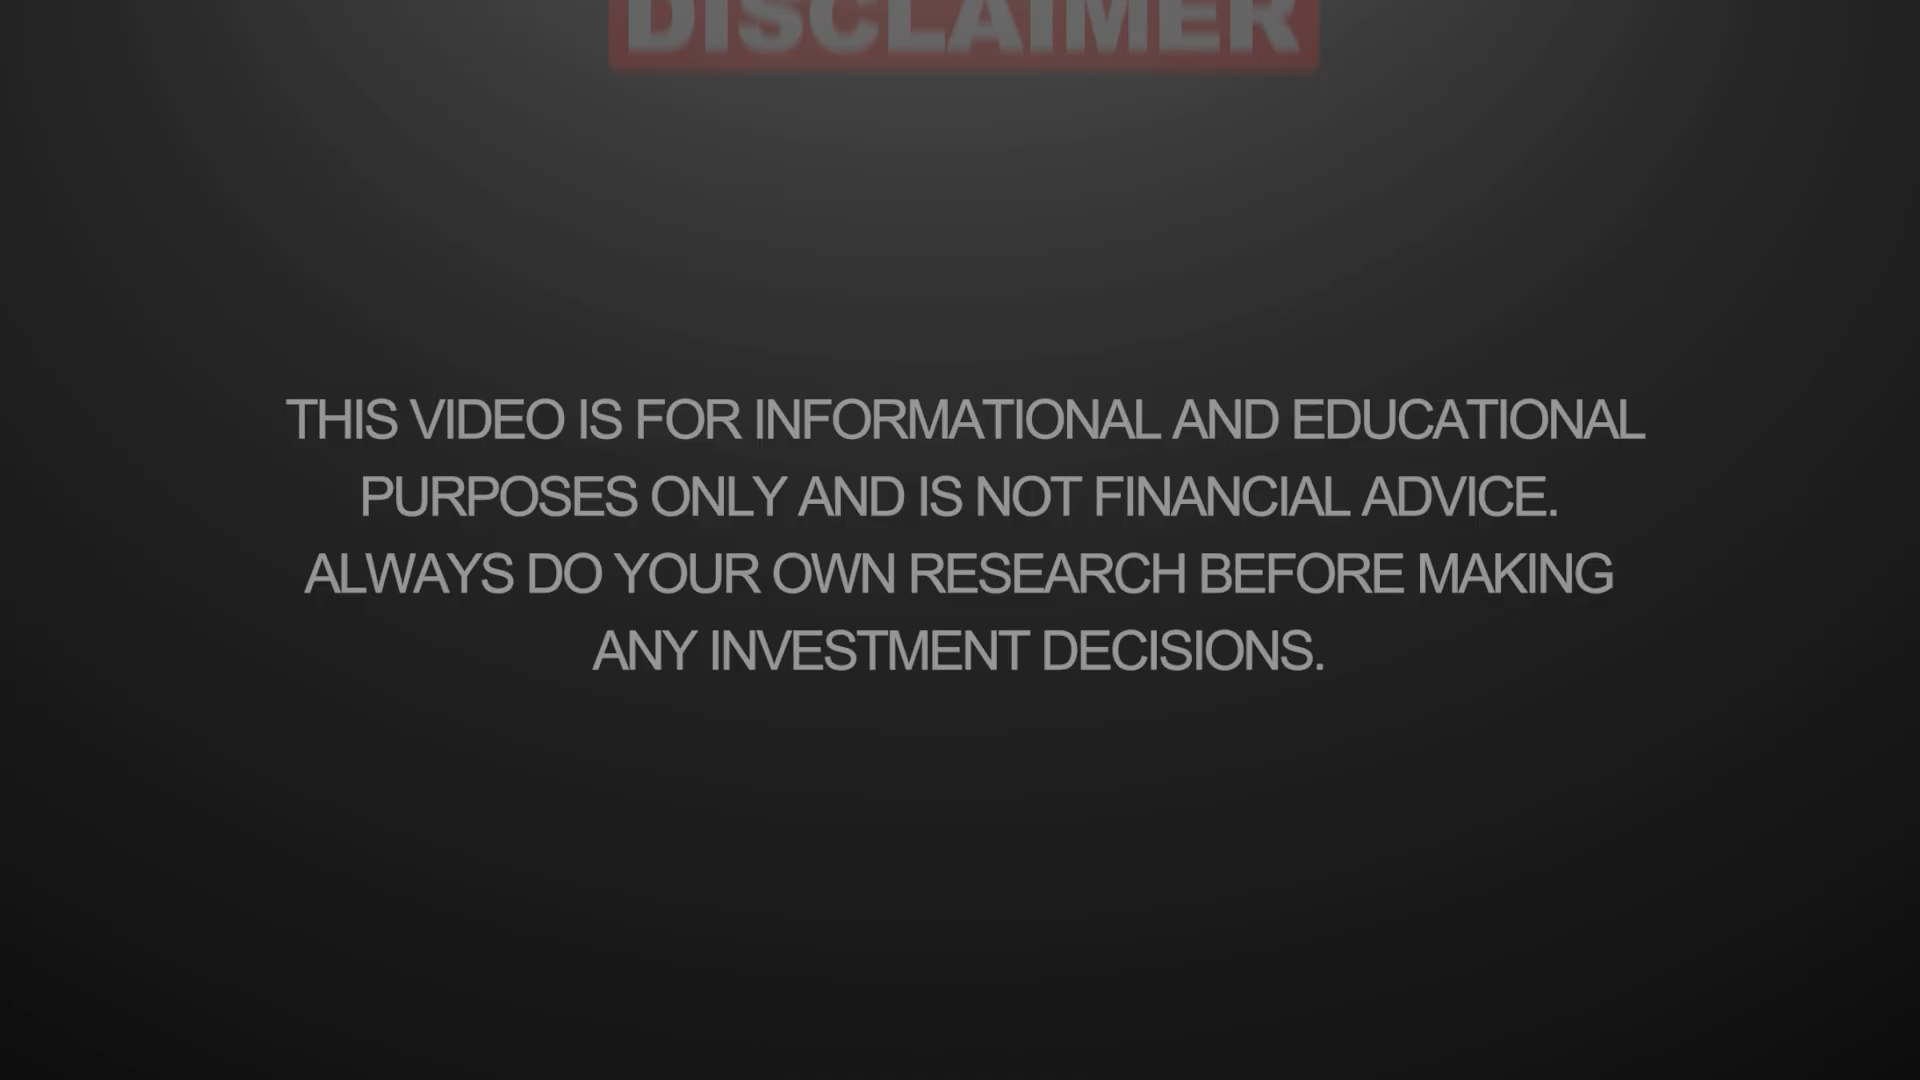 DISCLAIMER
THIS VIDEO IS FOR INFORMATIONAL AND EDUCATIONAL
PURPOSES ONLY AND IS NOT FINANCIAL ADVICE.
ALWAYS DO YOUR OWN RESEARCH BEFORE MAKING
ANY INVESTMENT DECISIONS.